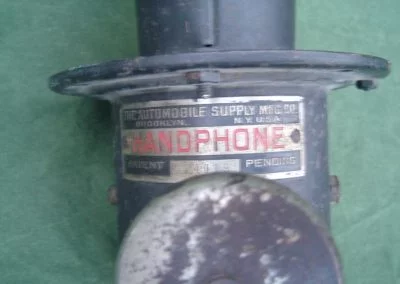 THE AUTOMOBILE SUPPLY MFG. CO.
BROOKLYN, N.Y. U.S.A.
HANDPHONE
PATENT PENDING